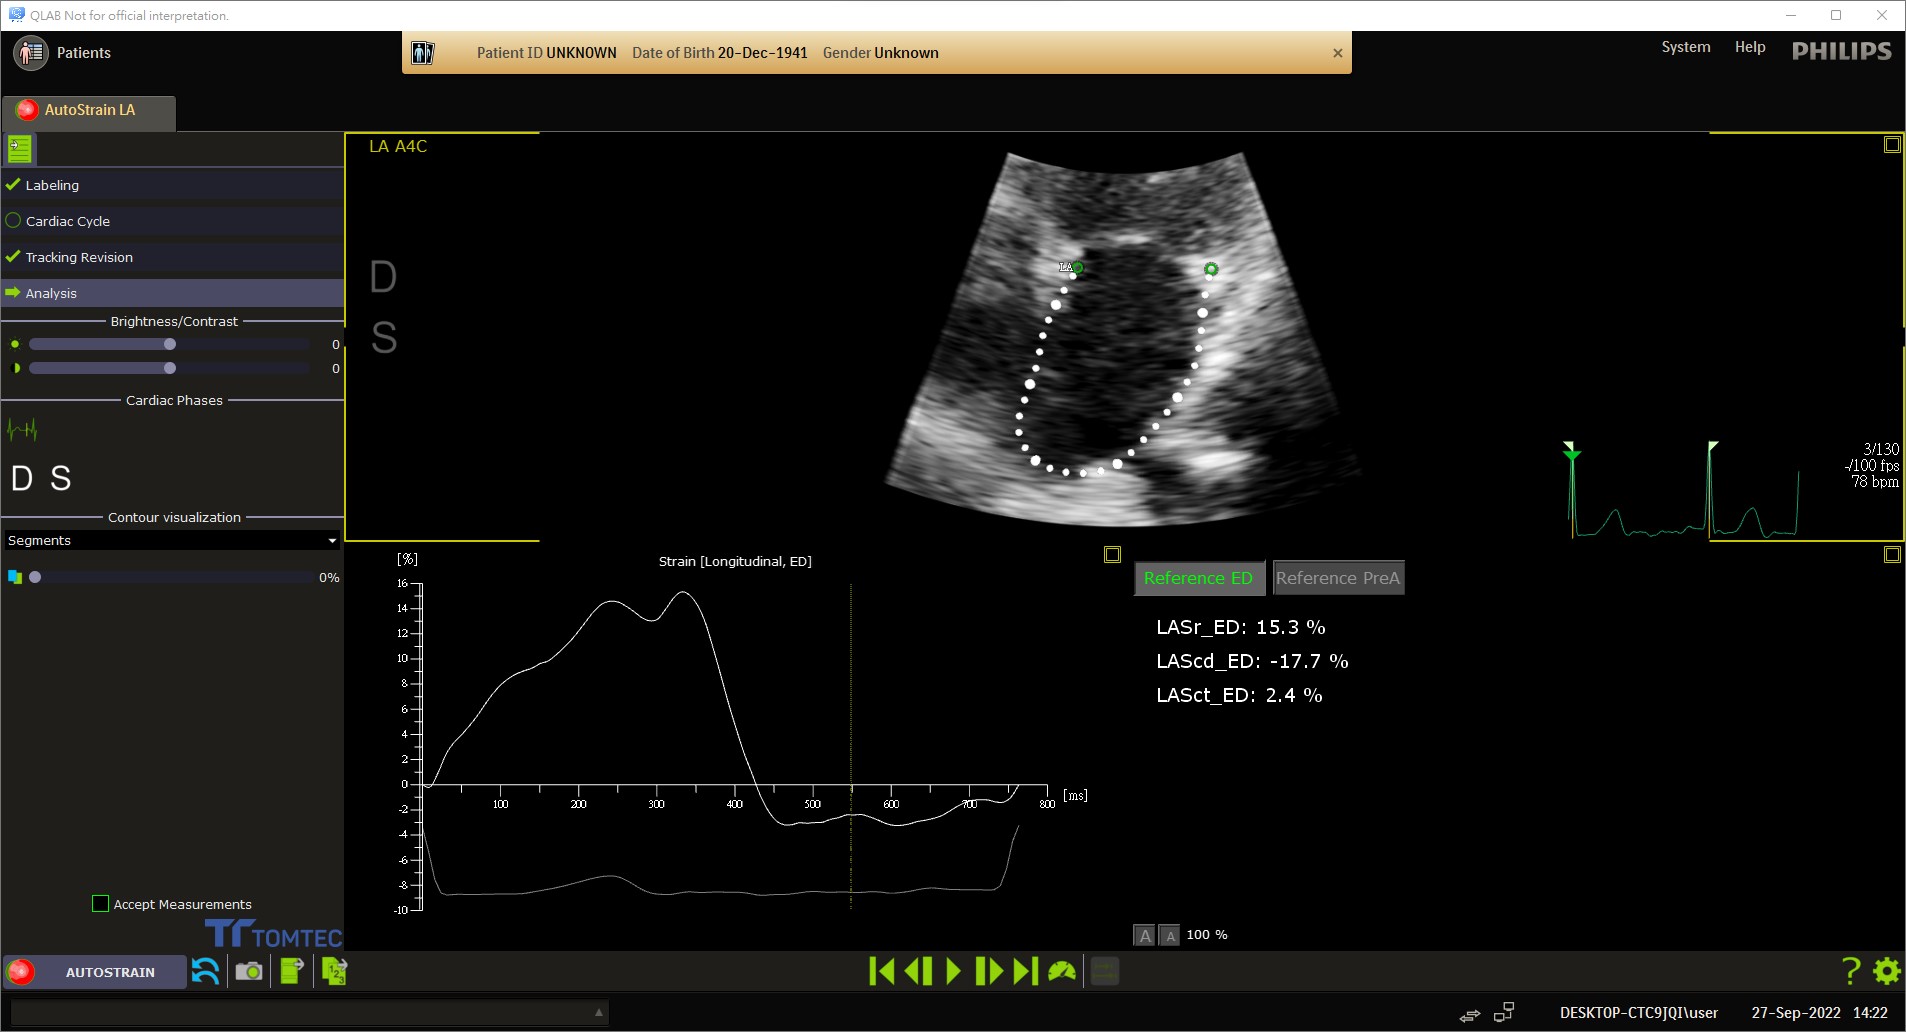 QLAB Not for official interpretation.
Patients
Patient ID UNKNOWN Date of Birth 20-Dec-1941 Gender Unknown
System Help PHILIPS
AutoStrain LA
Labeling
Cardiac Cycle
Tracking Revision
Analysis
Brightness/Contrast
0
0
Cardiac Phases
D S
Contour visualization
Segments
0%
Accept Measurements
TOMTEC
LA A4C
D
S
LA
3/130
-/100 fps
78 bpm
[%]
Strain [Longitudinal, ED]
16
14
12
10
8
6
4
2
0
-2
-4
-6
-8
-10
100 200 300 400 500 600 700 800 [ms]
Reference ED Reference PreA
LASr_ED: 15.3 %
LAScd_ED: -17.7 %
LASct_ED: 2.4 %
A A 100 %
AUTOSTRAIN
1 2 3
?
DESKTOP-CTC9JQI\user 27-Sep-2022 14:22